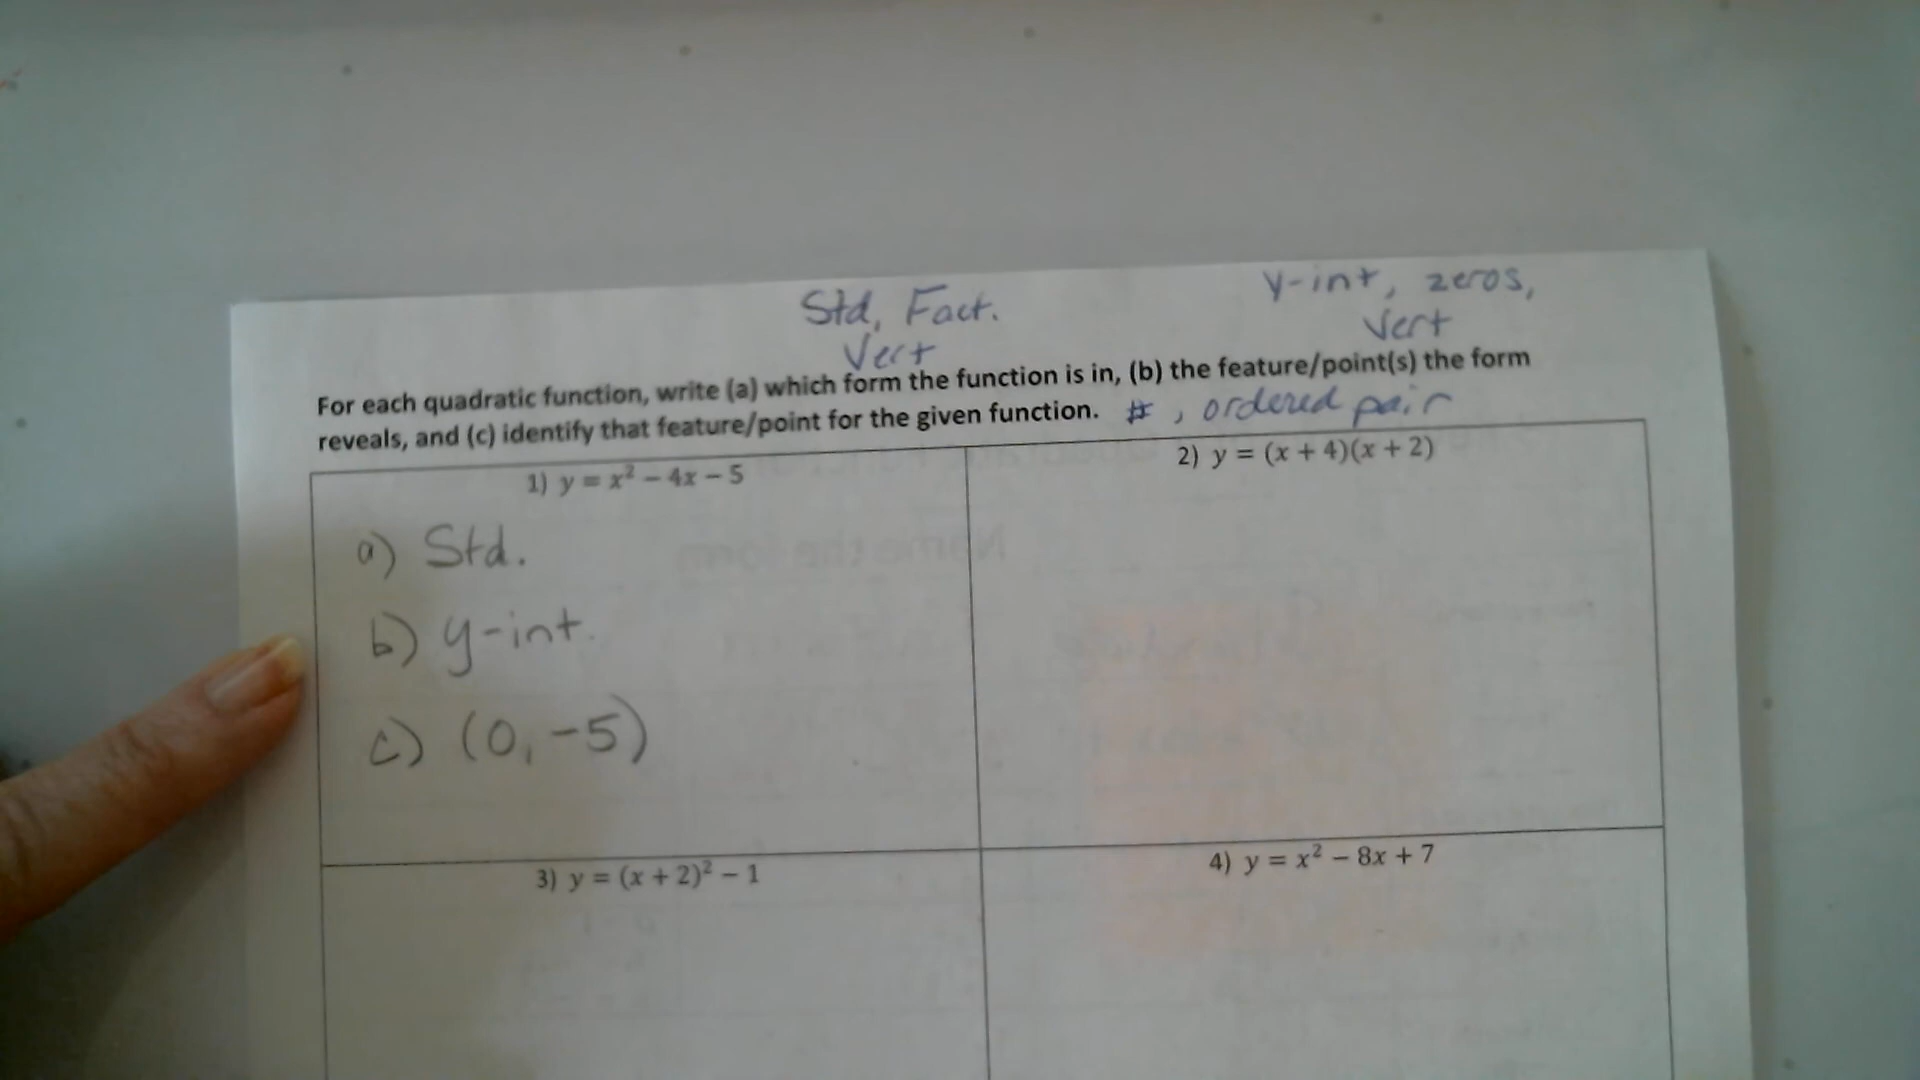 Std, Fact.
Vert
y-int, zeros,
Vert
For each quadratic function, write (a) which form the function is in, (b) the feature/point(s) the form
reveals, and (c) identify that feature/point for the given function. # , ordered pair
1) y = x² − 4x − 5
a) Std.
b) y-int.
c) (0, -5)
2) y = (x + 4)(x + 2)
3) y = (x + 2)² − 1
4) y = x² − 8x + 7